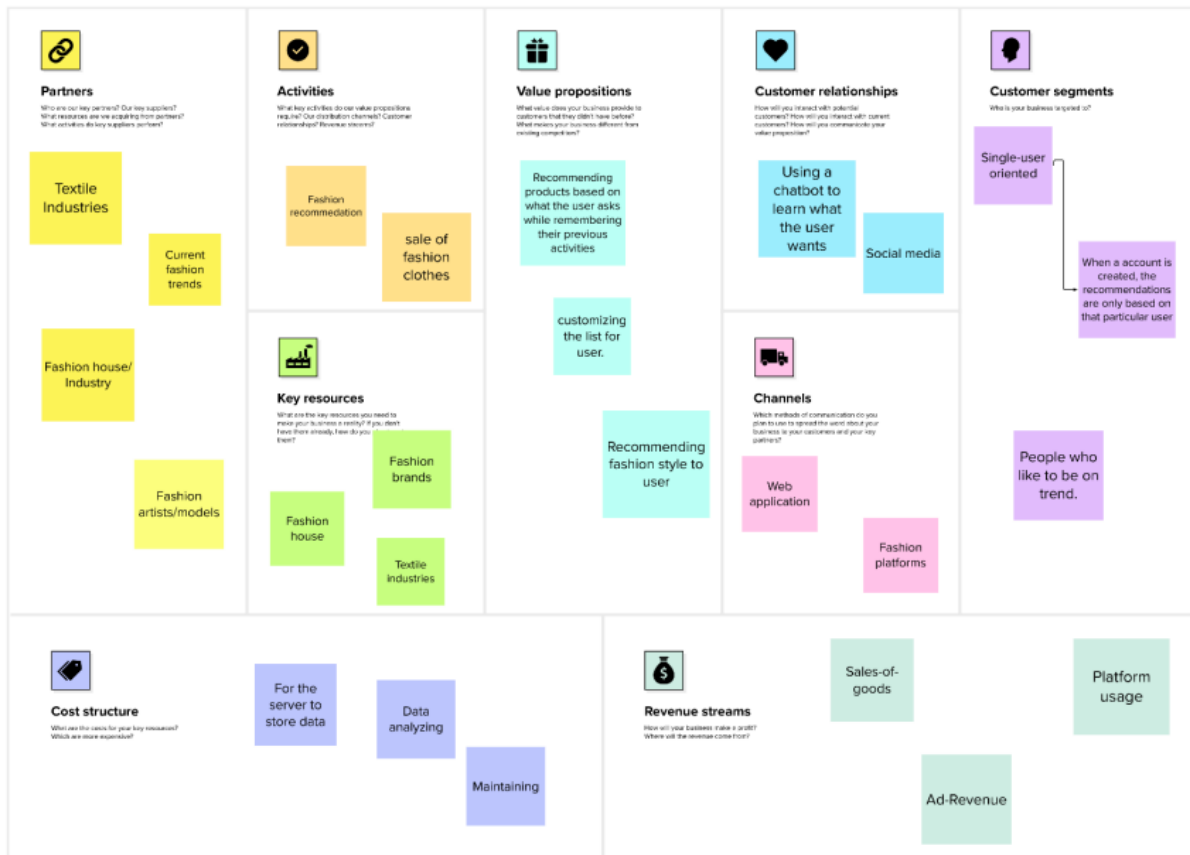 Partners
Who are our key partners? Our key suppliers?
What resources are we acquiring from partners?
What activities do key suppliers perform?
Textile
Industries
Current
fashion
trends
Fashion house/
Industry
Fashion
artists/models
Activities
What key activities do our value propositions
require? Our distribution channels? Customer
relationships? Revenue streams?
Fashion
recommedation
sale of
fashion
clothes
Key resources
What are the key resources you need to
make your business a reality? If you don't
have them already, how do you
them?
Fashion
brands
Fashion
house
Textile
industries
Value propositions
What value does your business provide to
customers that they didn't have before?
What makes your business different from
existing competitors?
Recommending
products based on
what the user asks
while remembering
their previous
activities
customizing
the list for
user.
Recommending
fashion style to
user
Customer relationships
How will you interact with potential
customers? How will you interact with current
customers? How will you communicate your
value proposition?
Using a
chatbot to
learn what
the user
wants
Social media
Channels
Which methods of communication do you
plan to use to spread the word about your
business to your customers and your key
partners?
Web
application
Fashion
platforms
Customer segments
Who is your business targeted to?
Single-user
oriented
When a account is
created, the
recommendations
are only based on
that particular user
People who
like to be on
trend.
Cost structure
What are the costs for your key resources?
Which are more expensive?
For the
server to
store data
Data
analyzing
Maintaining
Revenue streams
How will your business make a profit?
Where will the revenue come from?
Sales-of-
goods
Ad-Revenue
Platform
usage